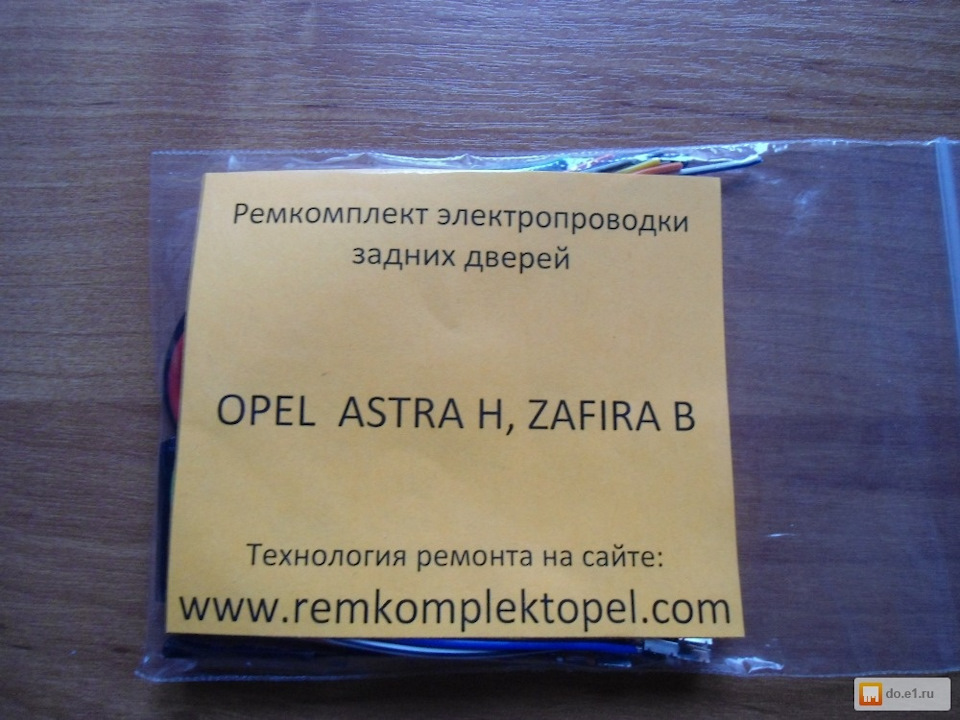 Ремкомплект электропроводки
задних дверей
OPEL ASTRA H, ZAFIRA B
Технология ремонта на сайте:
www.remkomplektopel.com
do.e1.ru